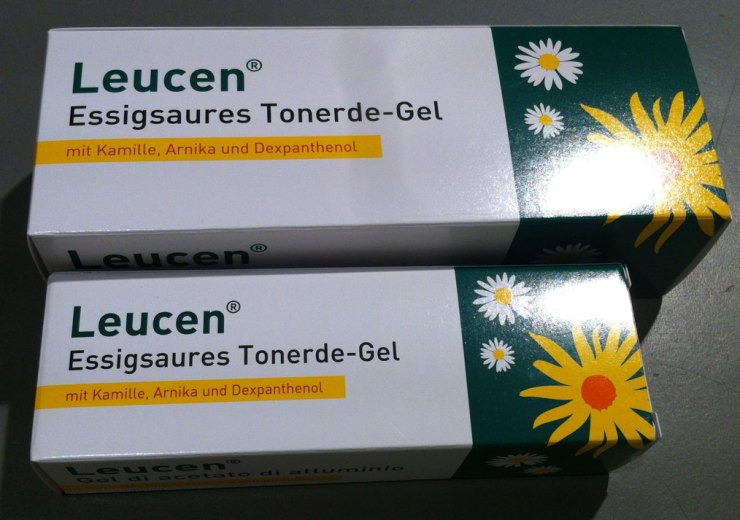 Leucen®
Essigsaures Tonerde-Gel
mit Kamille, Arnika und Dexpanthenol
Leucen®
Leucen®
Essigsaures Tonerde-Gel
mit Kamille, Arnika und Dexpanthenol
Leucen®
Gel di acetato di alluminio